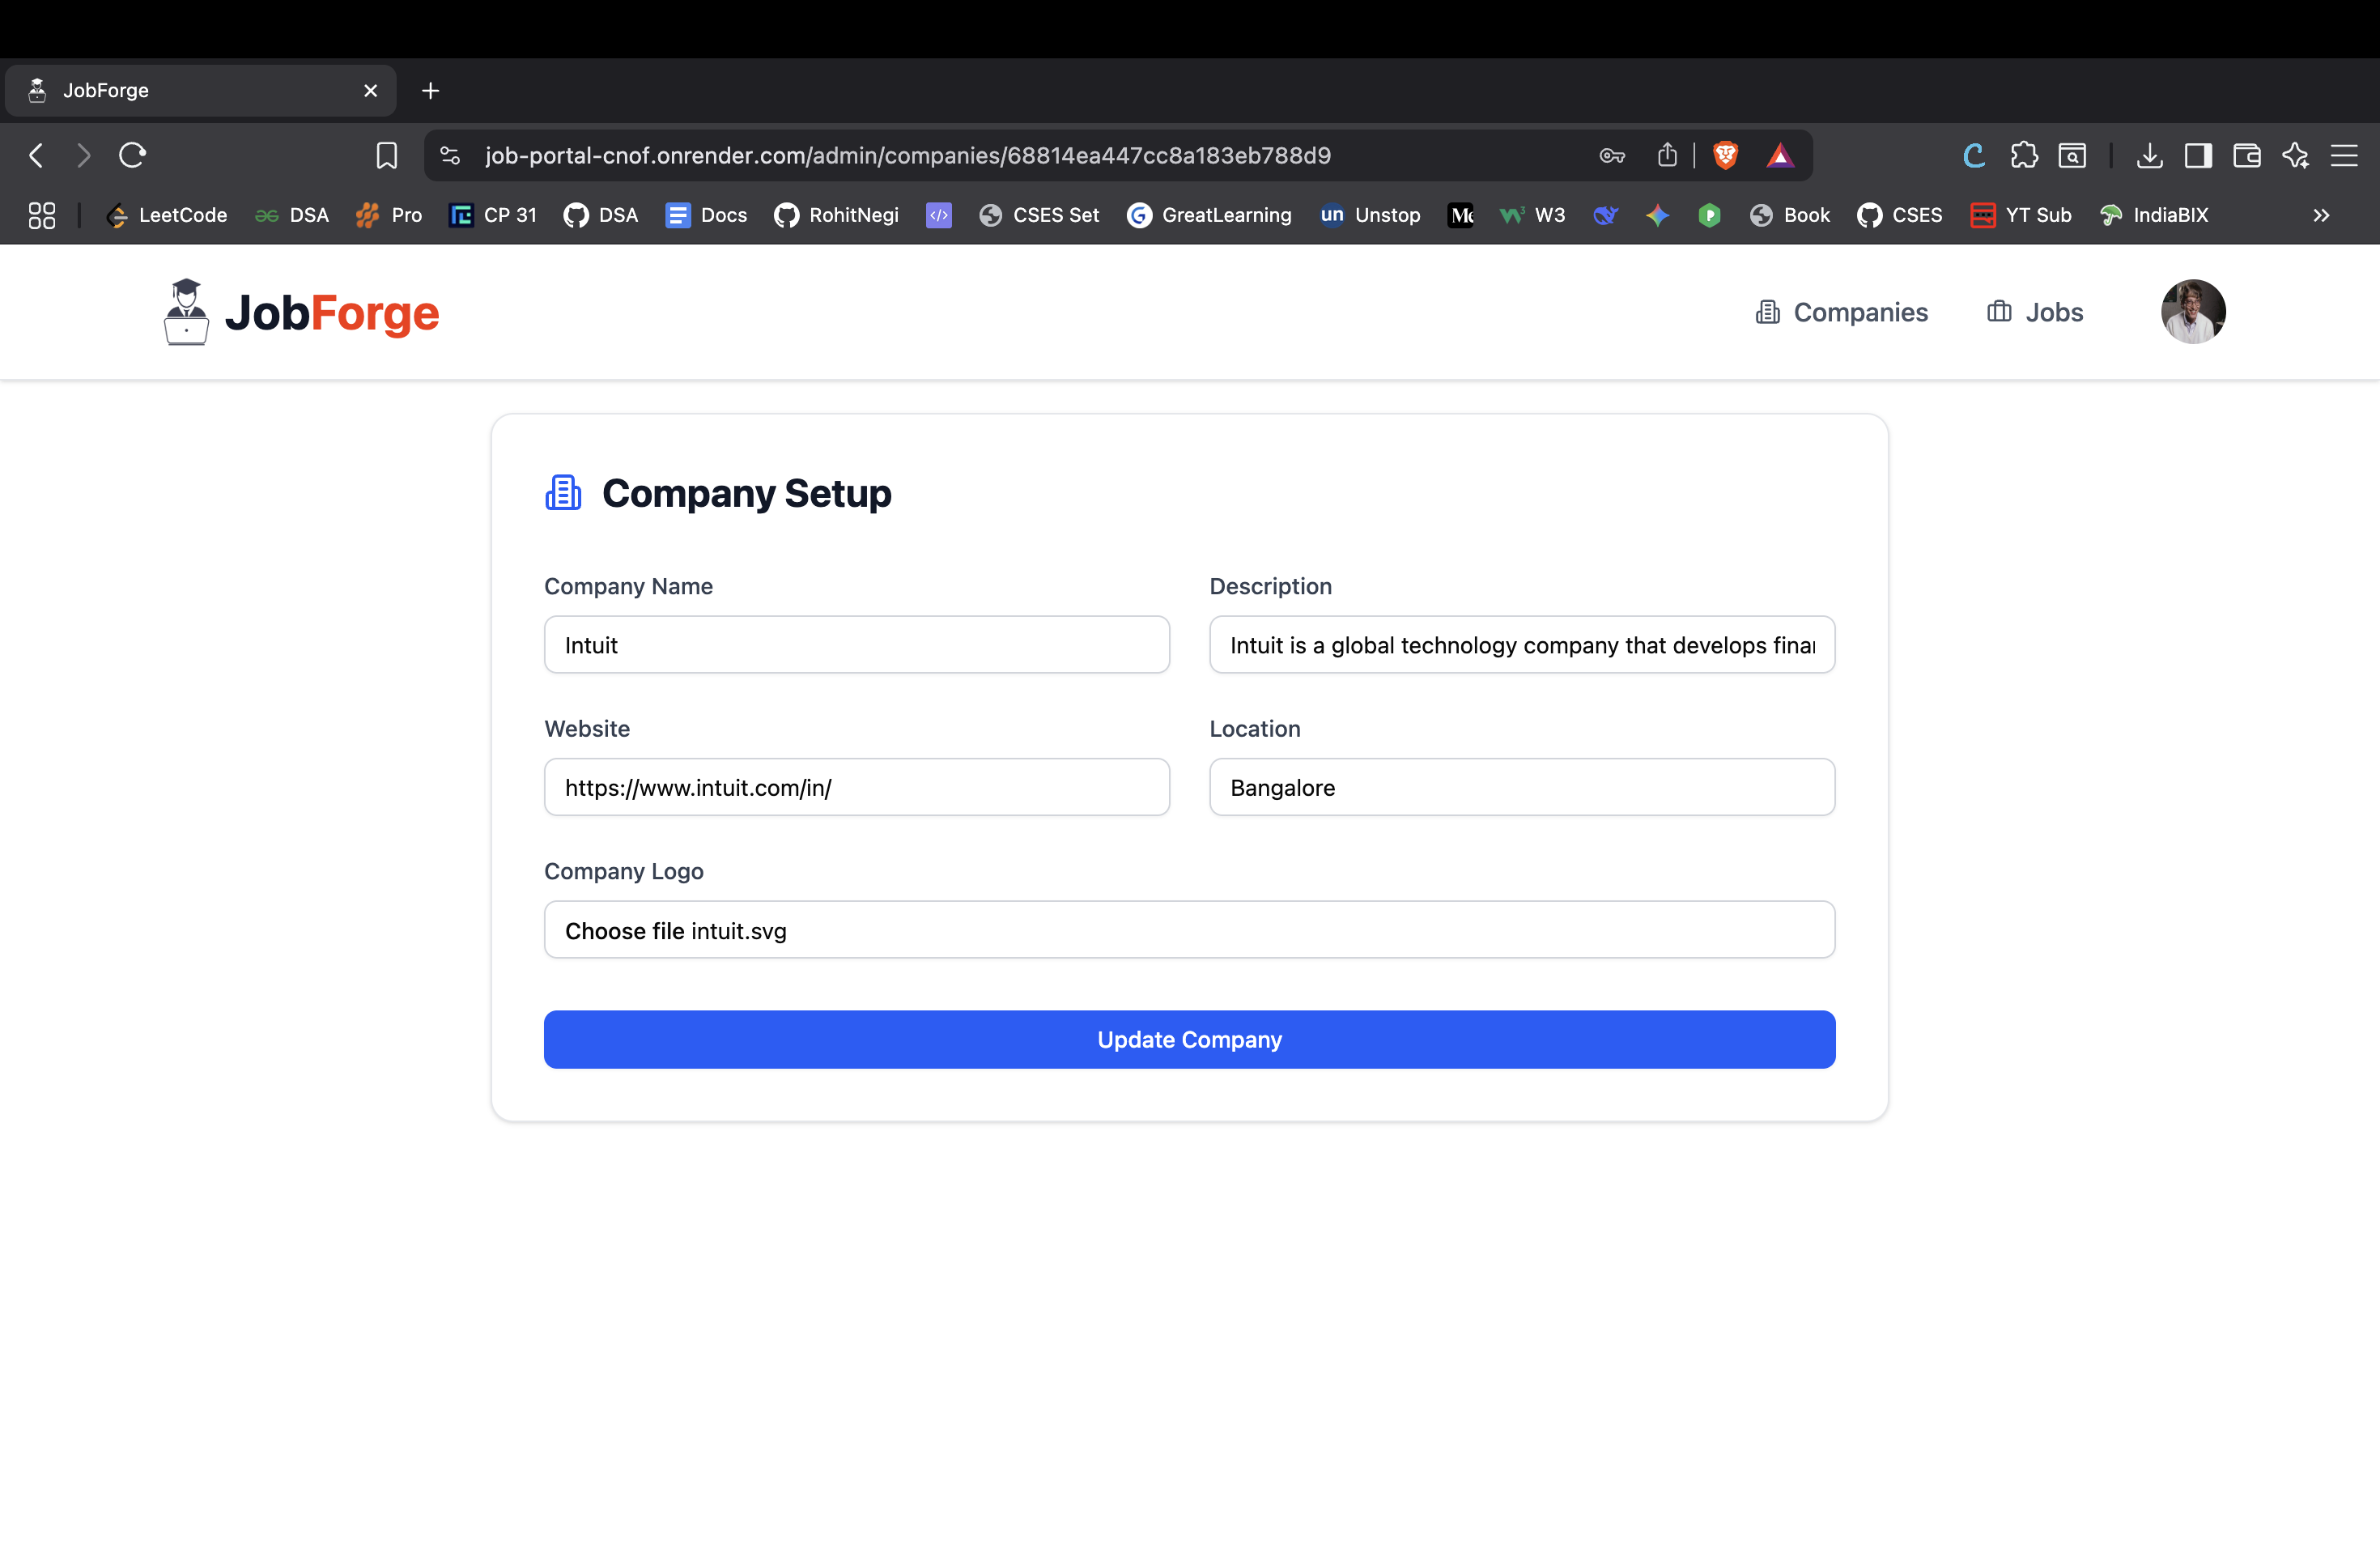 JobForge
job-portal-cnof.onrender.com/admin/companies/68814ea447cc8a183eb788d9
LeetCode DSA Pro CP 31 DSA Docs RohitNegi CSES Set GreatLearning un Unstop W3 Book CSES YT Sub IndiaBIX
JobForge Companies Jobs
Company Setup
Company Name Description
Intuit Intuit is a global technology company that develops
Website Location
https://www.intuit.com/in/ Bangalore
Company Logo
Choose file intuit.svg
Update Company